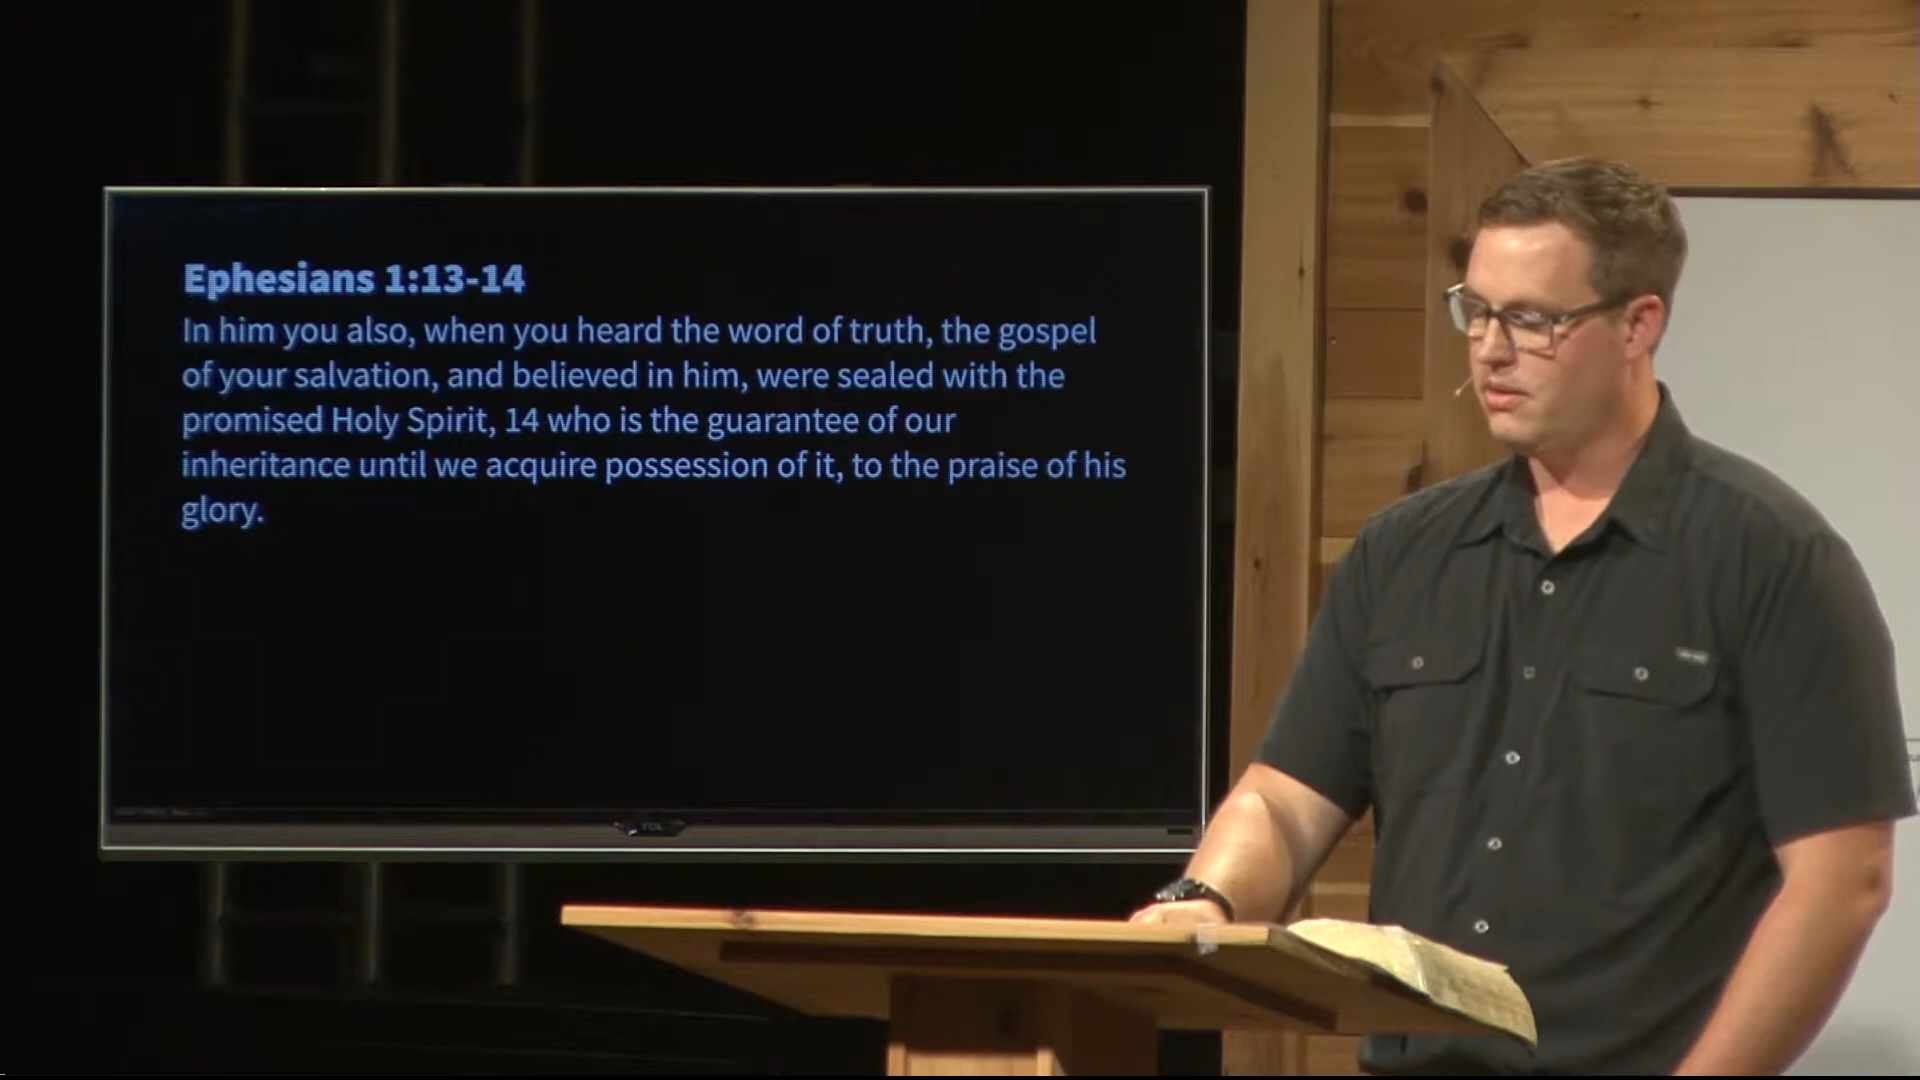 Ephesians 1:13-14
In him you also, when you heard the word of truth, the gospel
of your salvation, and believed in him, were sealed with the
promised Holy Spirit, 14 who is the guarantee of our
inheritance until we acquire possession of it, to the praise of his
glory.
TCL